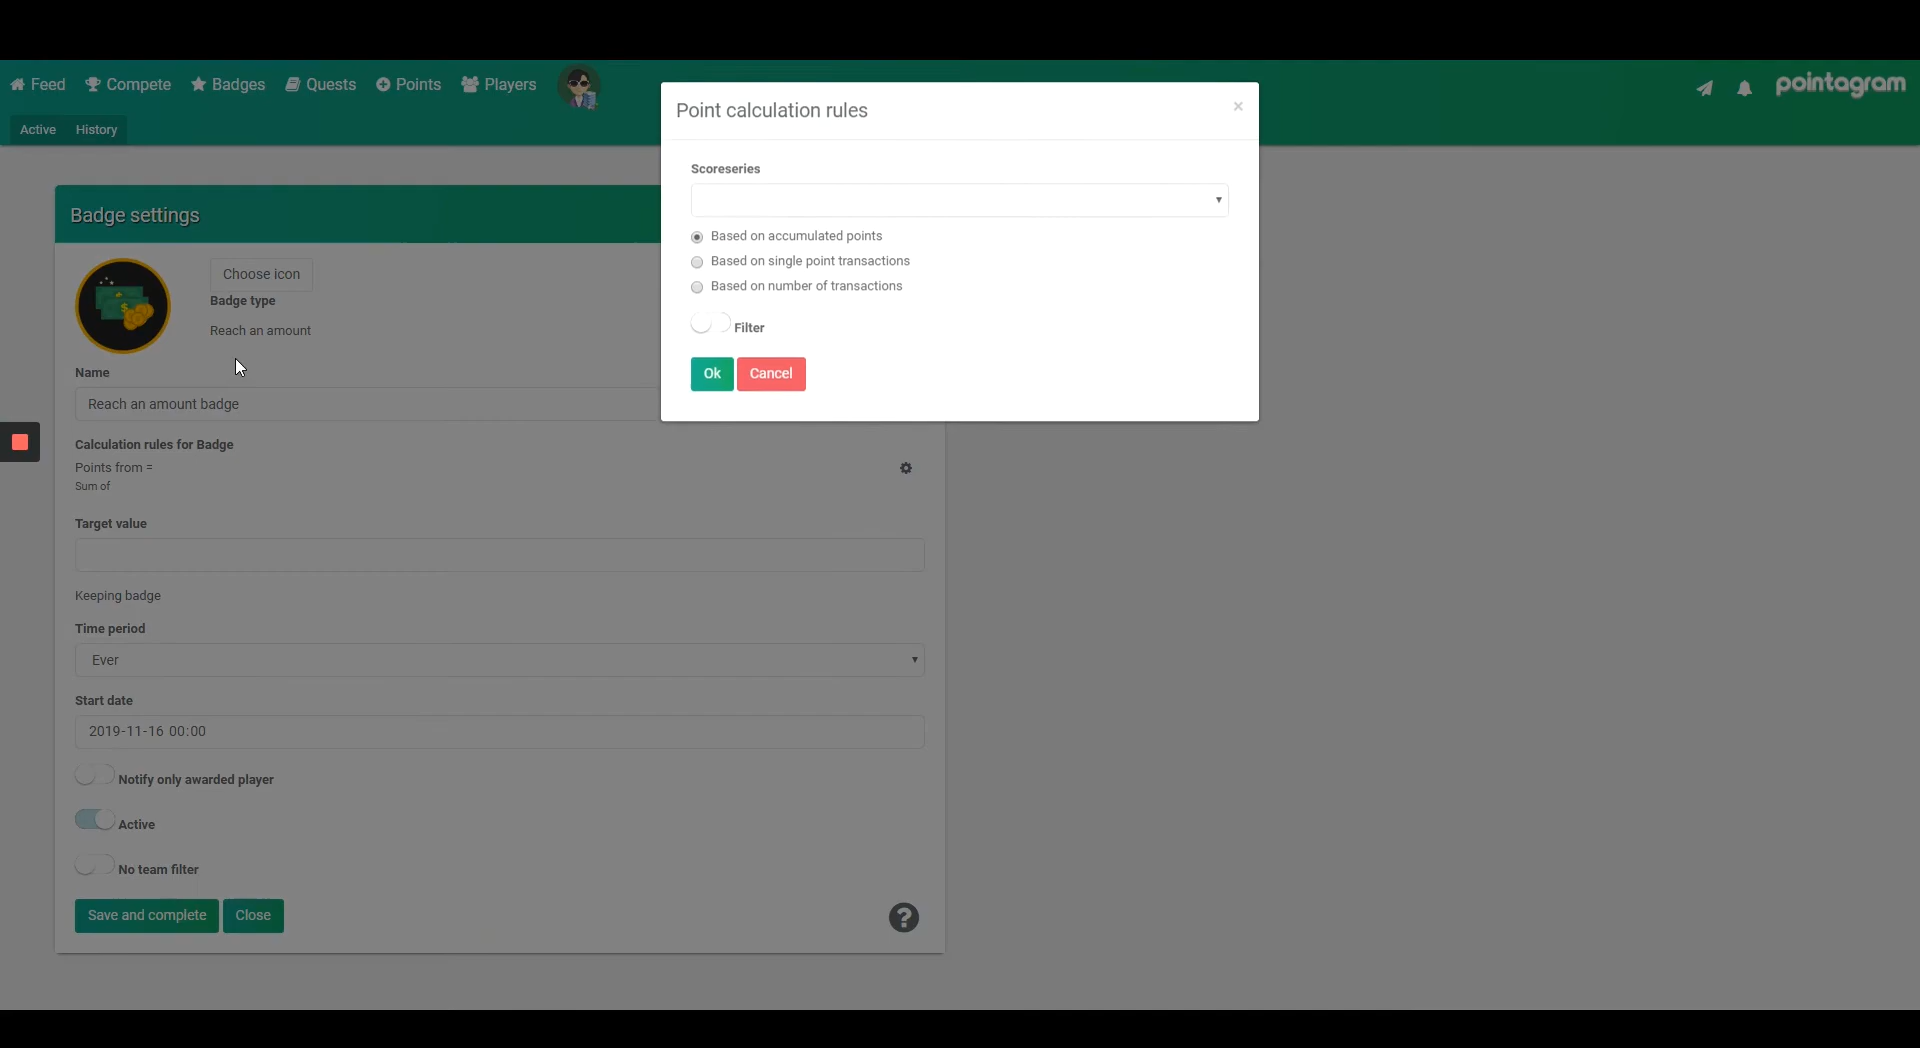 Feed Compete Badges Quests Points Players
pointagram
Active History
Point calculation rules
×
Scoreseries
Based on accumulated points
Based on single point transactions
Based on number of transactions
Filter
Ok Cancel
Badge settings
Choose icon
Badge type
Reach an amount
Name
Reach an amount badge
Calculation rules for Badge
Points from =
Sum of
Target value
Keeping badge
Time period
Ever
Start date
2019-11-16 00:00
Notify only awarded player
Active
No team filter
Save and complete Close
?